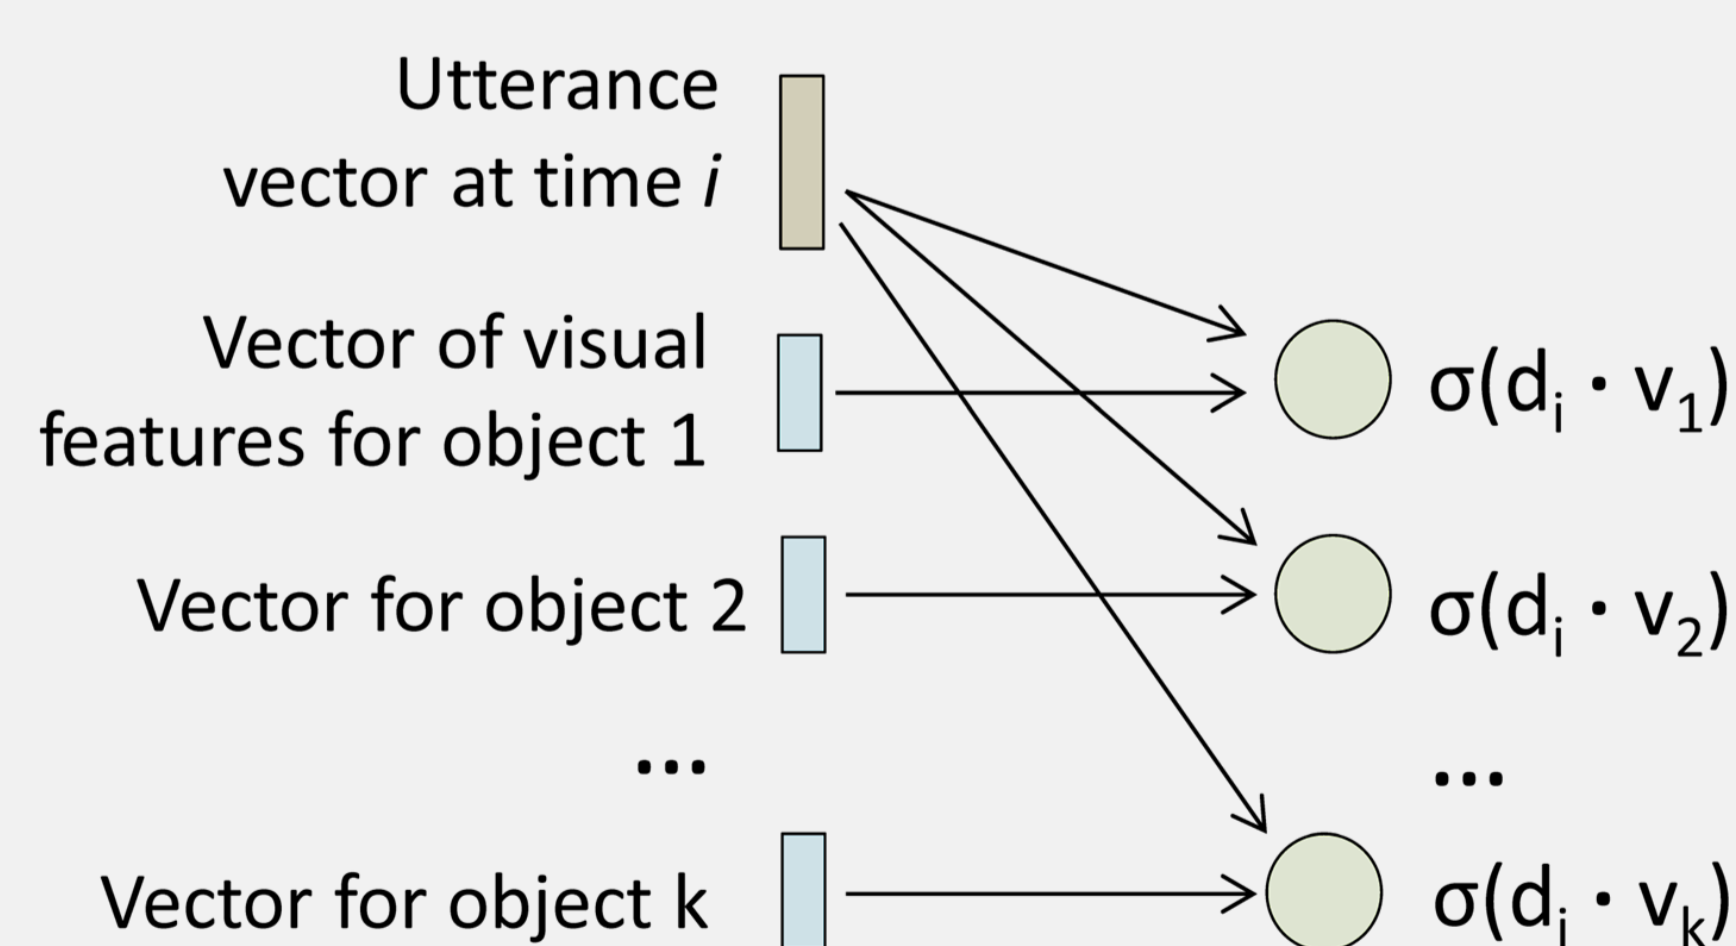 Utterance
vector at time i
Vector of visual
features for object 1
σ(dᵢ · v₁)
Vector for object 2
σ(dᵢ · v₂)
...
...
Vector for object k
σ(dᵢ · vₖ)